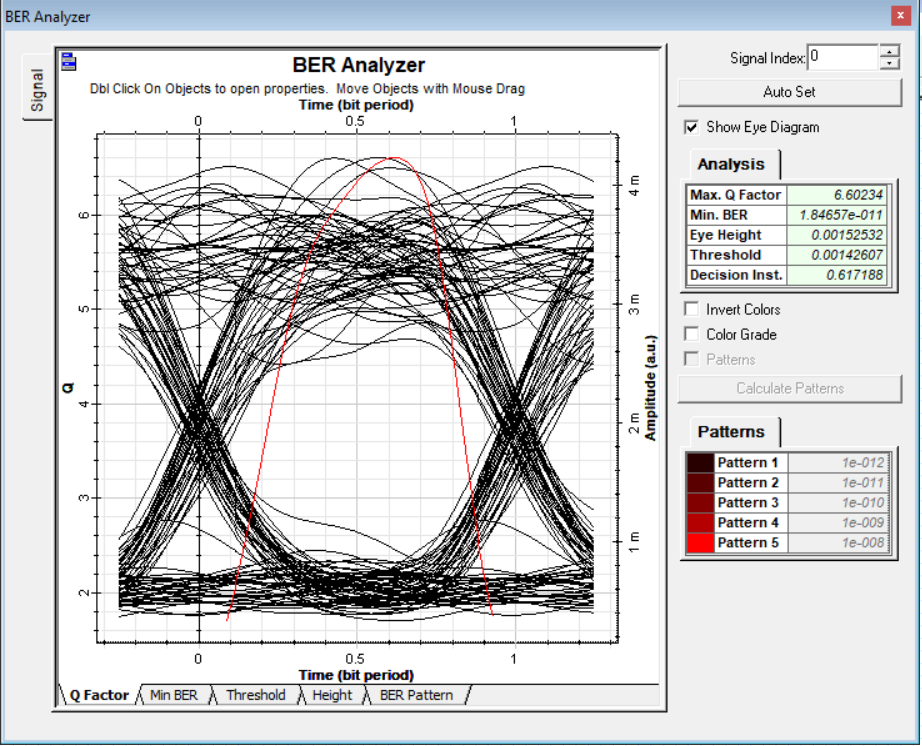 BER Analyzer
x
Signal
BER Analyzer
Dbl Click On Objects to open properties.  Move Objects with Mouse Drag
Time (bit period)
0 0.5 1
Q
6
5
4
3
2
4 m
3 m
2 m
1 m
Amplitude (a.u.)
0 0.5 1
Time (bit period)
Q Factor Min BER Threshold Height BER Pattern
Signal Index: 0
Auto Set
Show Eye Diagram
Analysis
Max. Q Factor 6.60234
Min. BER 1.84657e-011
Eye Height 0.00152532
Threshold 0.00142607
Decision Inst. 0.617188
Invert Colors
Color Grade
Patterns
Calculate Patterns
Patterns
Pattern 1 1e-012
Pattern 2 1e-011
Pattern 3 1e-010
Pattern 4 1e-009
Pattern 5 1e-008